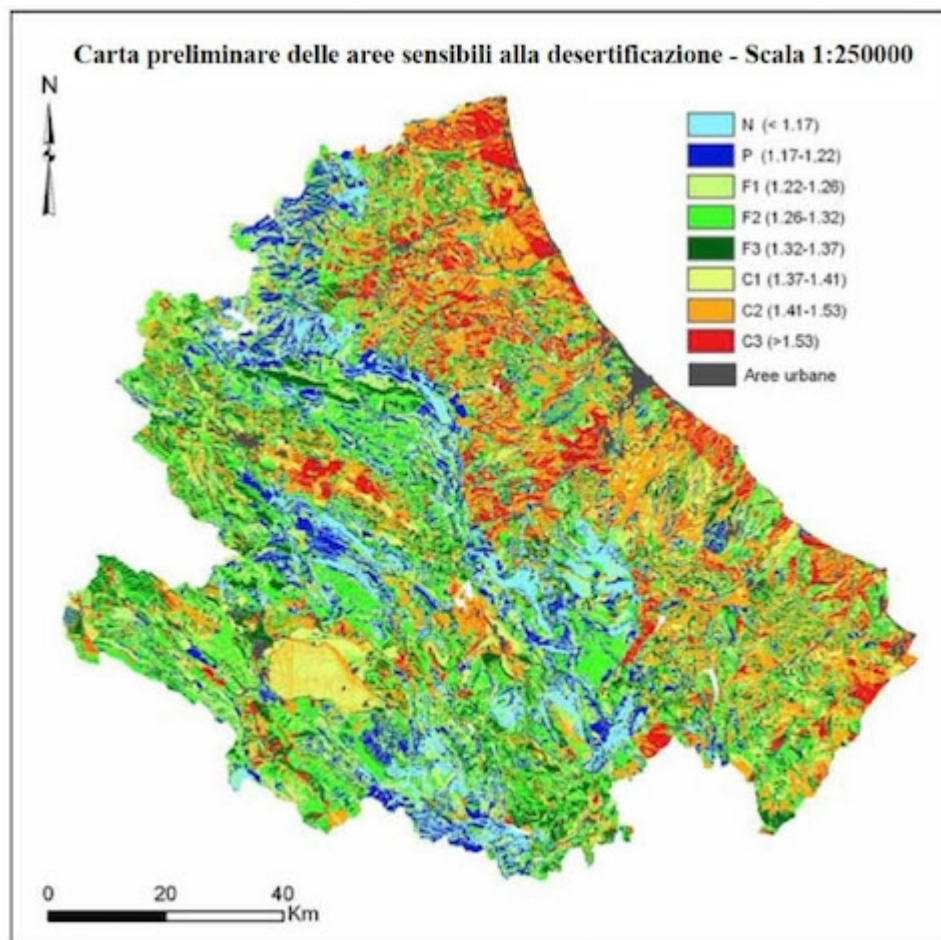 Carta preliminare delle aree sensibili alla desertificazione - Scala 1:250000
N
N (< 1.17)
P (1.17-1.22)
F1 (1.22-1.26)
F2 (1.26-1.32)
F3 (1.32-1.37)
C1 (1.37-1.41)
C2 (1.41-1.53)
C3 (>1.53)
Aree urbane
0 20 40
Km